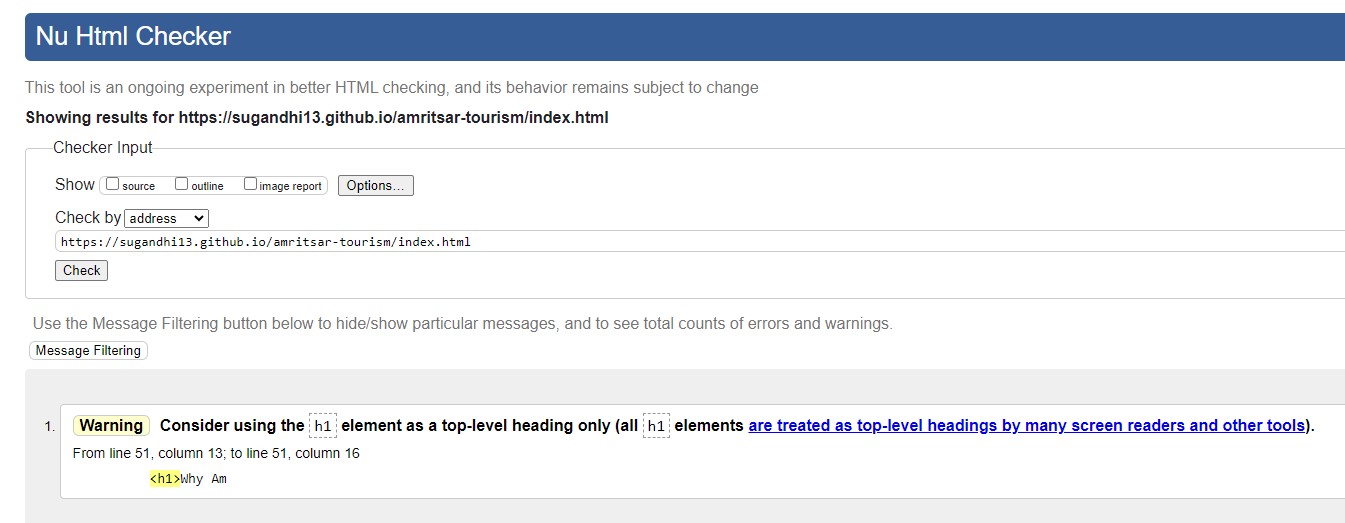 Nu Html Checker
This tool is an ongoing experiment in better HTML checking, and its behavior remains subject to change
Showing results for https://sugandhi13.github.io/amritsar-tourism/index.html
Checker Input
Show source outline image report Options...
Check by address
https://sugandhi13.github.io/amritsar-tourism/index.html
Check
Use the Message Filtering button below to hide/show particular messages, and to see total counts of errors and warnings.
Message Filtering
1. Warning Consider using the h1 element as a top-level heading only (all h1 elements are treated as top-level headings by many screen readers and other tools).
From line 51, column 13; to line 51, column 16
<h1>Why Am